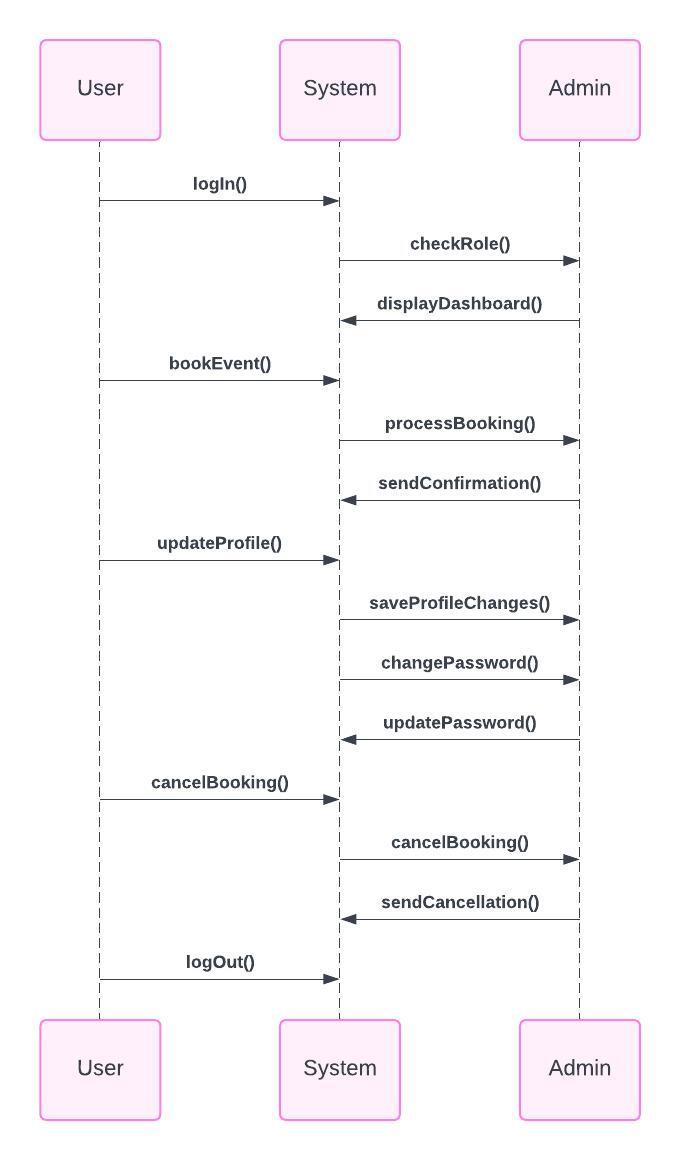 User
System
Admin
logIn()
checkRole()
displayDashboard()
bookEvent()
processBooking()
sendConfirmation()
updateProfile()
saveProfileChanges()
changePassword()
updatePassword()
cancelBooking()
cancelBooking()
sendCancellation()
logOut()
User
System
Admin